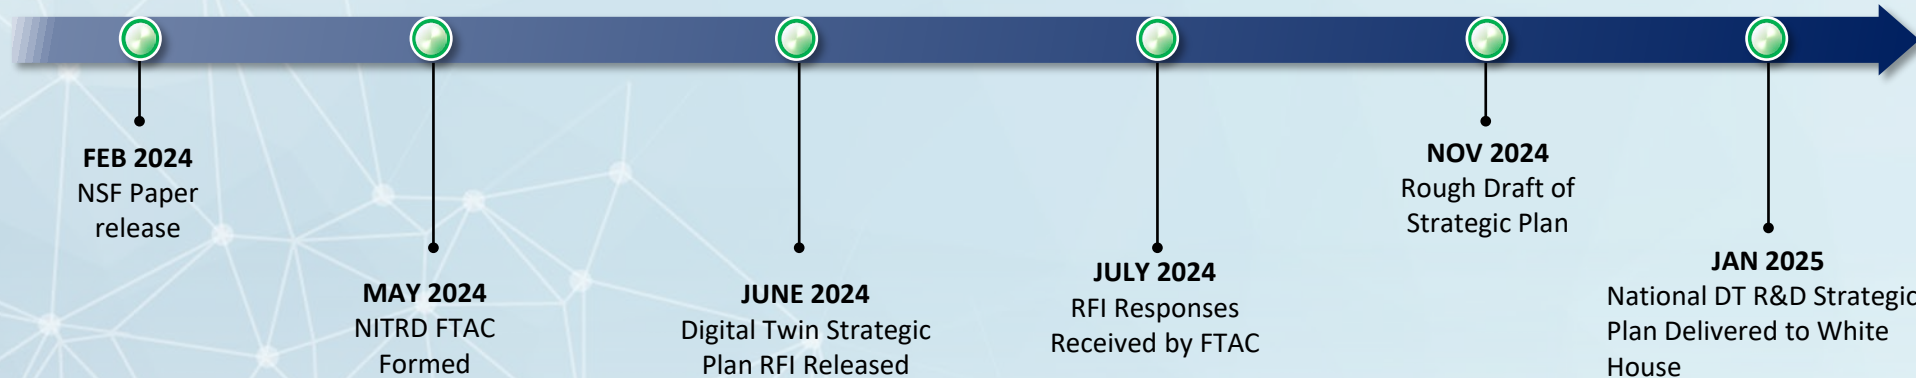 FEB 2024
NSF Paper
release
MAY 2024
NITRD FTAC
Formed
JUNE 2024
Digital Twin Strategic
Plan RFI Released
JULY 2024
RFI Responses
Received by FTAC
NOV 2024
Rough Draft of
Strategic Plan
JAN 2025
National DT R&D Strategic
Plan Delivered to White
House